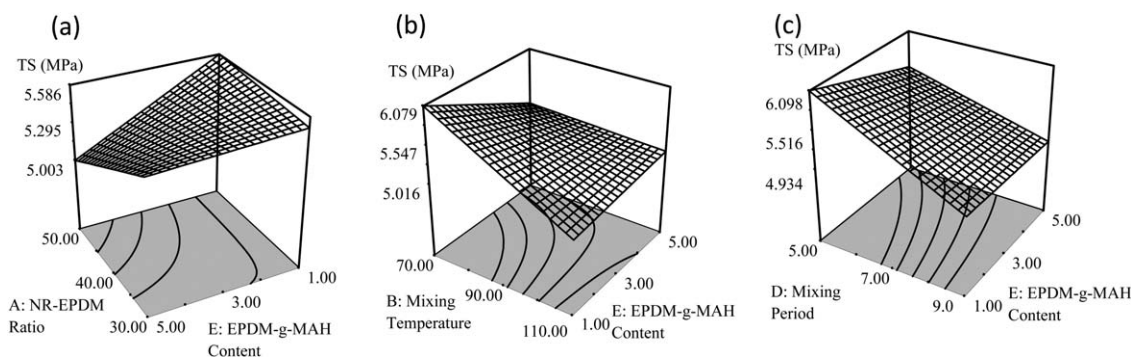 (a)
TS (MPa)
5.586
5.295
5.003
50.00
40.00
30.00
A: NR-EPDM
Ratio
5.00
3.00
1.00
E: EPDM-g-MAH
Content
(b)
TS (MPa)
6.079
5.547
5.016
70.00
90.00
110.00
B: Mixing
Temperature
1.00
3.00
5.00
E: EPDM-g-MAH
Content
(c)
TS (MPa)
6.098
5.516
4.934
5.00
7.00
9.0
D: Mixing
Period
1.00
3.00
5.00
E: EPDM-g-MAH
Content